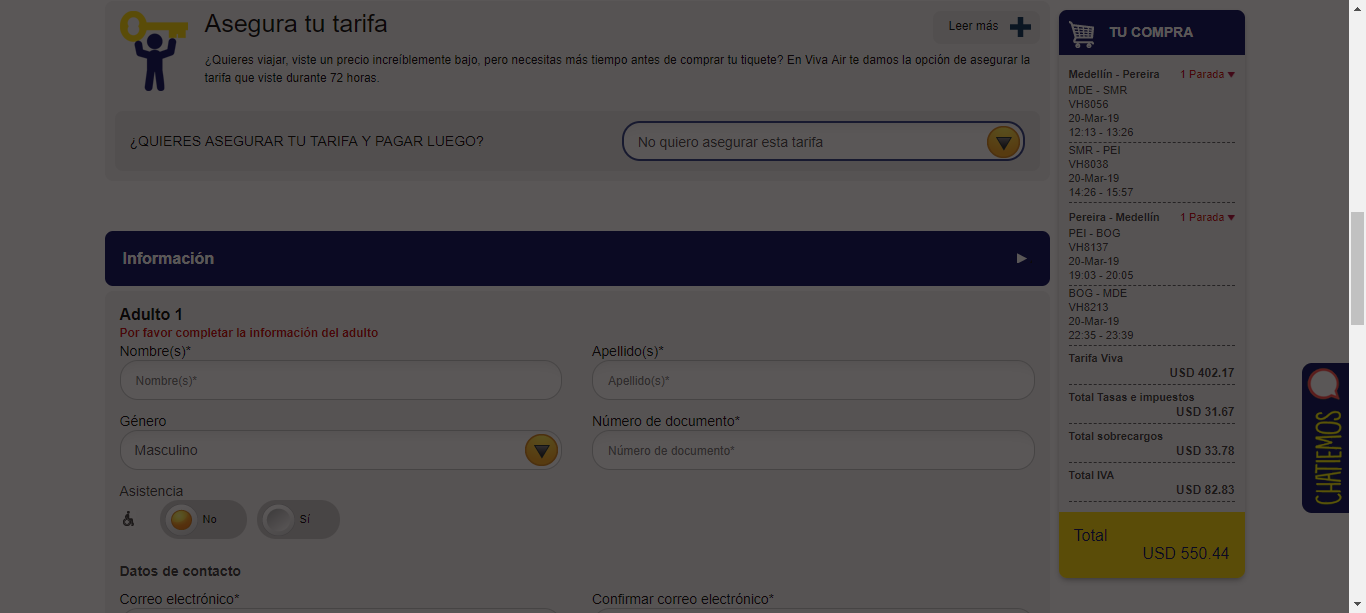 Asegura tu tarifa
Leer más
¿Quieres viajar, viste un precio increíblemente bajo, pero necesitas más tiempo antes de comprar tu tiquete? En Viva Air te damos la opción de asegurar la
tarifa que viste durante 72 horas.
¿QUIERES ASEGURAR TU TARIFA Y PAGAR LUEGO?
No quiero asegurar esta tarifa
Información
Adulto 1
Por favor completar la información del adulto
Nombre(s)*
Apellido(s)*
Nombre(s)*
Apellido(s)*
Género
Número de documento*
Masculino
Número de documento*
Asistencia
No
Sí
Datos de contacto
Correo electrónico*
Confirmar correo electrónico*
TU COMPRA
Medellín - Pereira 1 Parada
MDE - SMR
VH8056
20-Mar-19
12:13 - 13:26
SMR - PEI
VH8038
20-Mar-19
14:26 - 15:57
Pereira - Medellín 1 Parada
PEI - BOG
VH8137
20-Mar-19
19:03 - 20:05
BOG - MDE
VH8213
20-Mar-19
22:35 - 23:39
Tarifa Viva
USD 402.17
Total Tasas e impuestos
USD 31.67
Total sobrecargos
USD 33.78
Total IVA
USD 82.83
Total
USD 550.44
CHATIEMOS